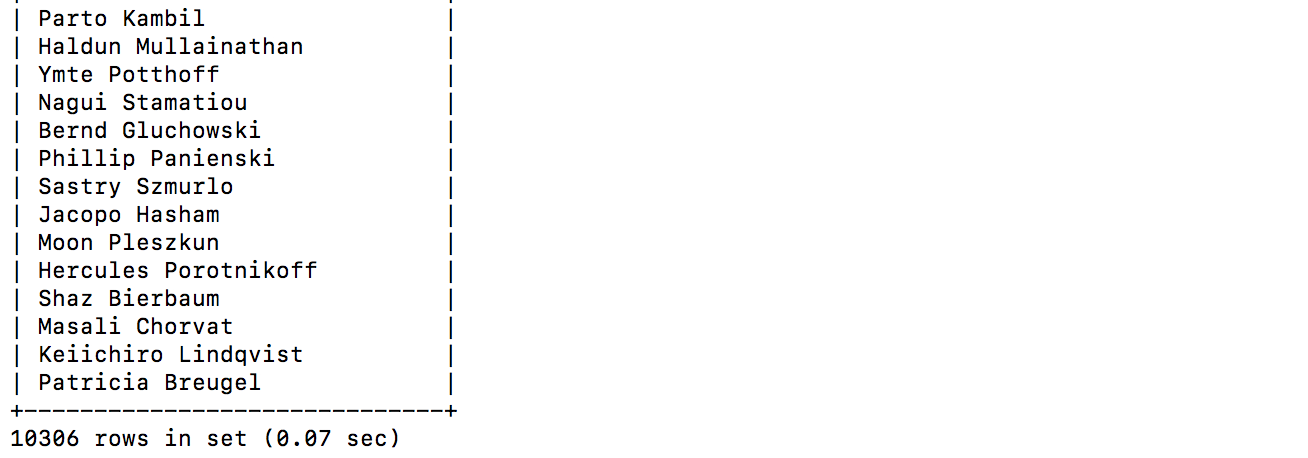 | Parto Kambil                 |
| Haldun Mullainathan          |
| Ymte Potthoff                |
| Nagui Stamatiou              |
| Bernd Gluchowski             |
| Phillip Panienski            |
| Sastry Szmurlo               |
| Jacopo Hasham                |
| Moon Pleszkun                |
| Hercules Porotnikoff         |
| Shaz Bierbaum                |
| Masali Chorvat               |
| Keiichiro Lindqvist          |
| Patricia Breugel             |
+------------------------------+
10306 rows in set (0.07 sec)